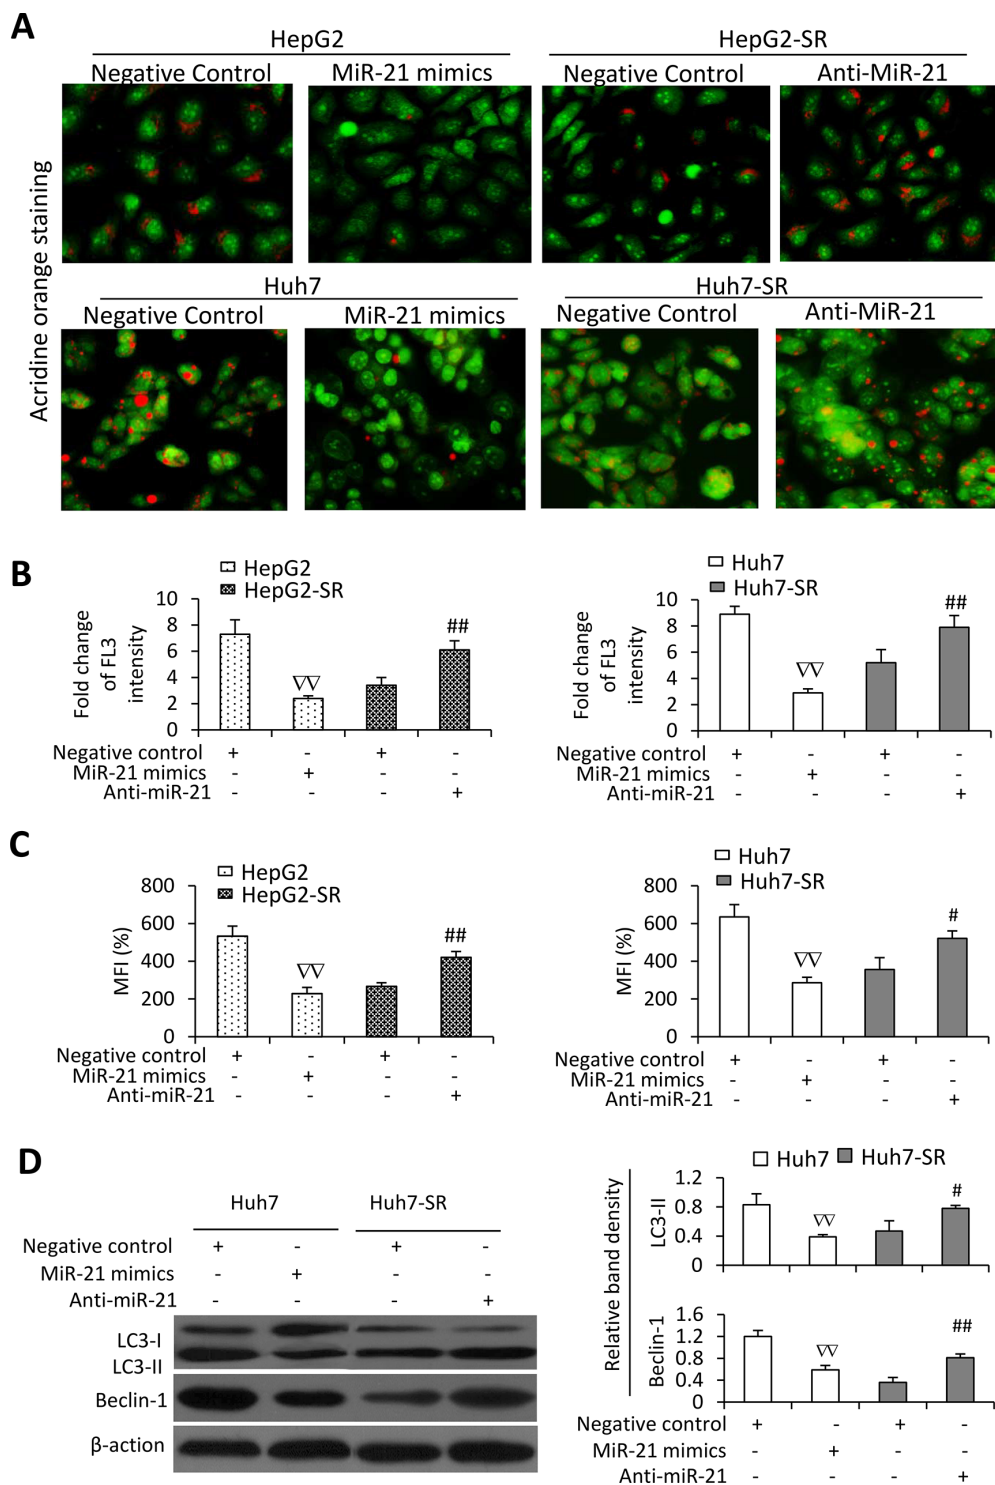 A
HepG2
HepG2-SR
Negative Control
MiR-21 mimics
Negative Control
Anti-MiR-21
Acridine orange staining
Huh7
Huh7-SR
Negative Control
MiR-21 mimics
Negative Control
Anti-MiR-21
B
HepG2
HepG2-SR
Fold change
of FL3
intensity
10
8
6
4
2
0
▽▽
##
Negative control + - + -
MiR-21 mimics - + - -
Anti-miR-21 - - - +
Huh7
Huh7-SR
Fold change
of FL3
intensity
10
8
6
4
2
0
▽▽
##
Negative control + - + -
MiR-21 mimics - + - -
Anti-miR-21 - - - +
C
HepG2
HepG2-SR
MFI (%)
800
600
400
200
0
▽▽
##
Negative control + - + -
MiR-21 mimics - + - -
Anti-miR-21 - - - +
Huh7
Huh7-SR
MFI (%)
800
600
400
200
0
▽▽
#
Negative control + - + -
MiR-21 mimics - + - -
Anti-miR-21 - - - +
D
Huh7
Huh7-SR
Negative control + - + -
MiR-21 mimics - + - -
Anti-miR-21 - - - +
LC3-I
LC3-II
Beclin-1
β-action
Huh7 Huh7-SR
Relative band density
LC3-II
1.2
0.8
0.4
0
▽▽
#
Beclin-1
1.6
1.2
0.8
0.4
0
▽▽
##
Negative control + - + -
MiR-21 mimics - + - -
Anti-miR-21 - - - +